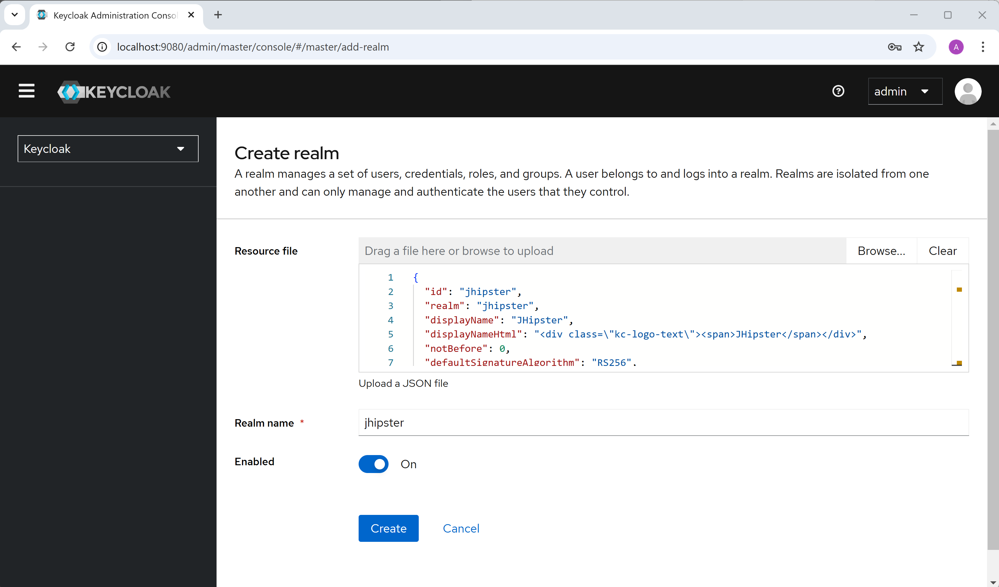 Keycloak Administration Consol
localhost:9080/admin/master/console/#/master/add-realm
A
KEYCLOAK
admin
Keycloak
Create realm
A realm manages a set of users, credentials, roles, and groups. A user belongs to and logs into a realm. Realms are isolated from one
another and can only manage and authenticate the users that they control.
Resource file
Drag a file here or browse to upload
Browse...
Clear
1 {
2 "id": "jhipster",
3 "realm": "jhipster",
4 "displayName": "JHipster",
5 "displayNameHtml": "<div class=\"kc-logo-text\"><span>JHipster</span></div>",
6 "notBefore": 0,
7 "defaultSignatureAlgorithm": "RS256",
Upload a JSON file
Realm name *
jhipster
Enabled
On
Create
Cancel